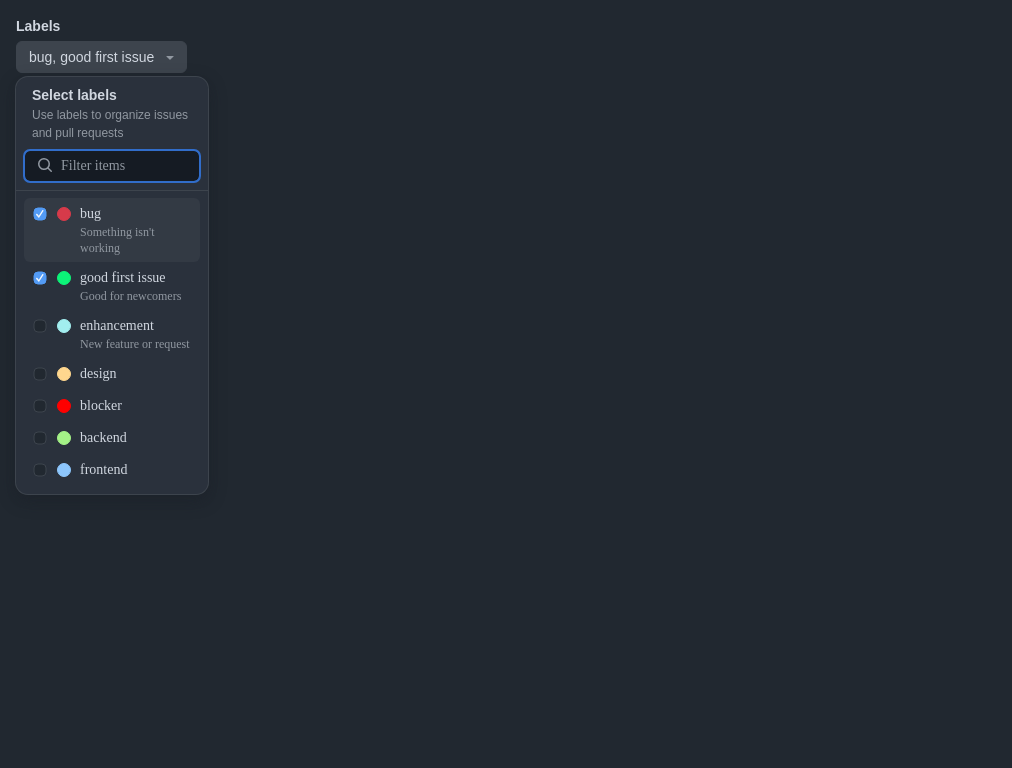 Labels
bug, good first issue
Select labels
Use labels to organize issues
and pull requests
Filter items
bug
Something isn't
working
good first issue
Good for newcomers
enhancement
New feature or request
design
blocker
backend
frontend